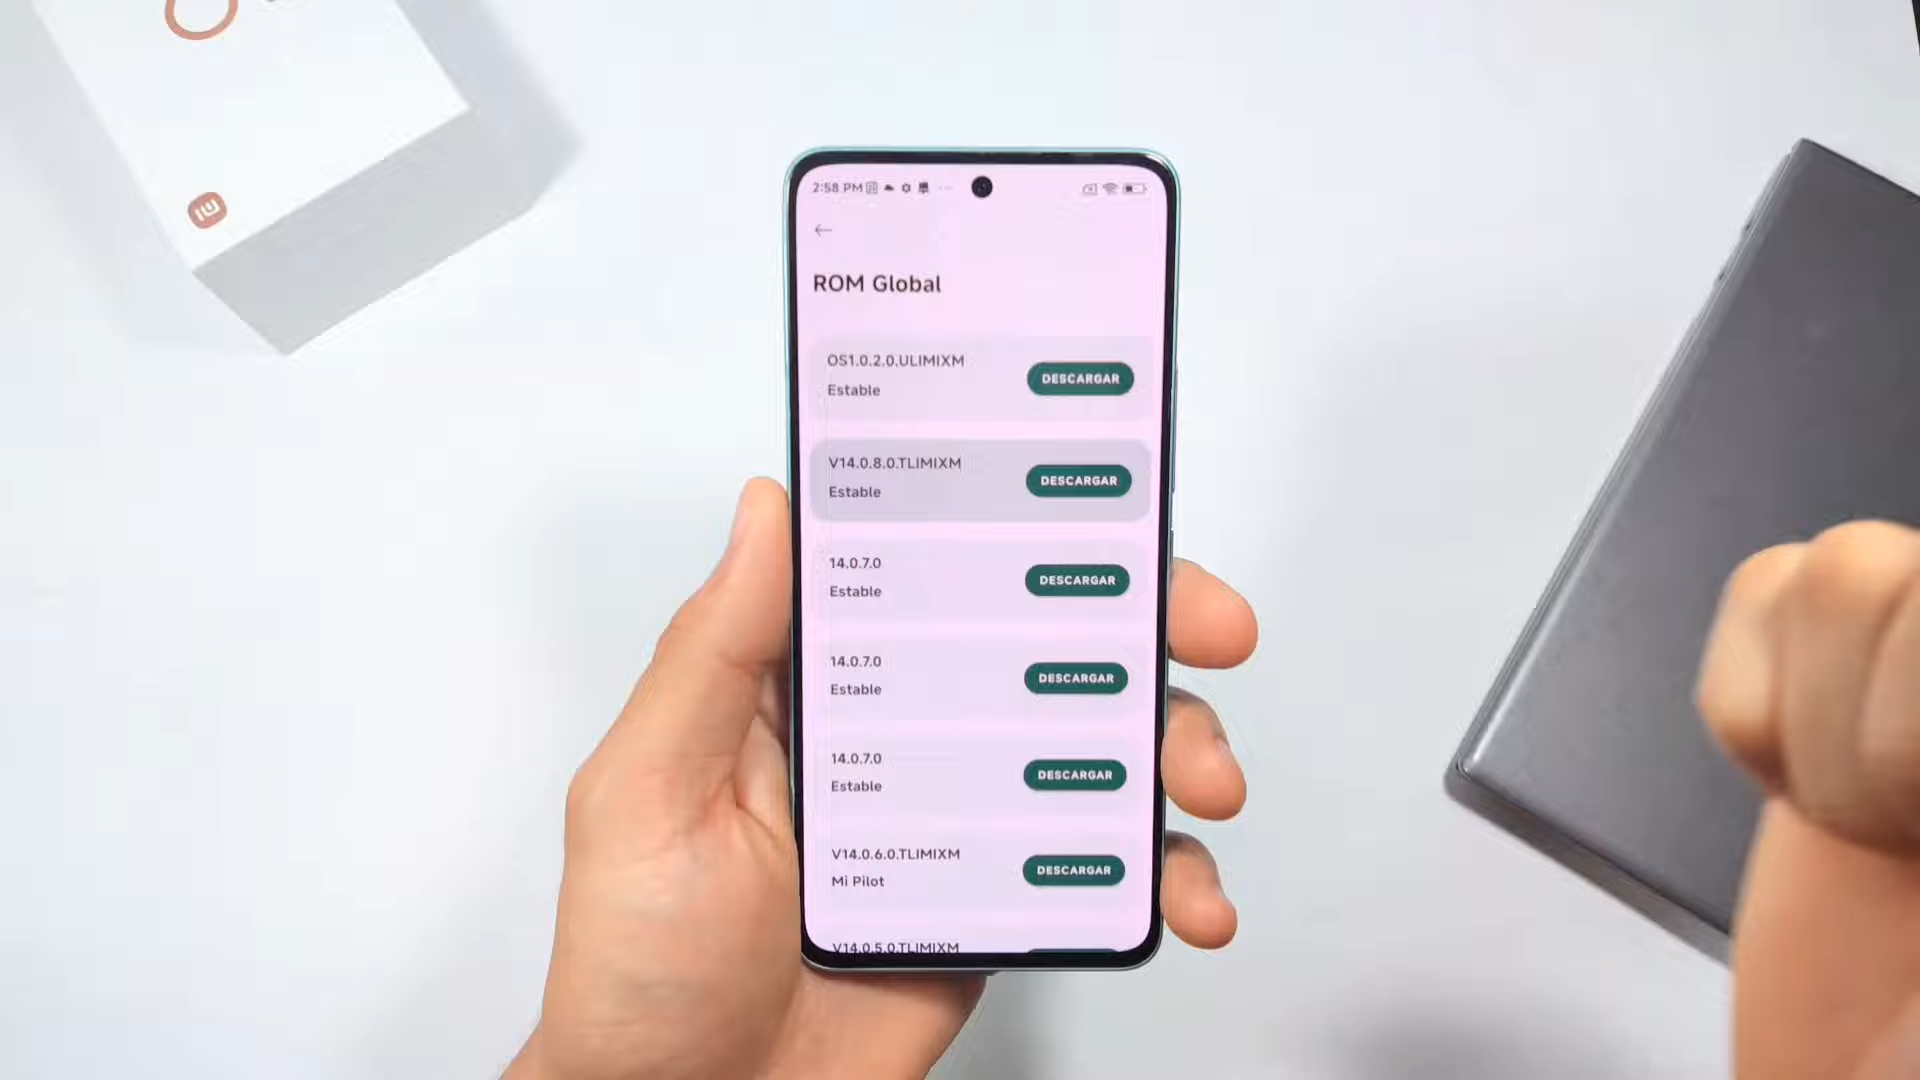 2:58 PM
ROM Global
OS1.0.2.0.ULIMIXM
Estable
DESCARGAR
V14.0.8.0.TLIMIXM
Estable
DESCARGAR
14.0.7.0
Estable
DESCARGAR
14.0.7.0
Estable
DESCARGAR
14.0.7.0
Estable
DESCARGAR
V14.0.6.0.TLIMIXM
Mi Pilot
DESCARGAR
V14.0.5.0.TLIMIXM